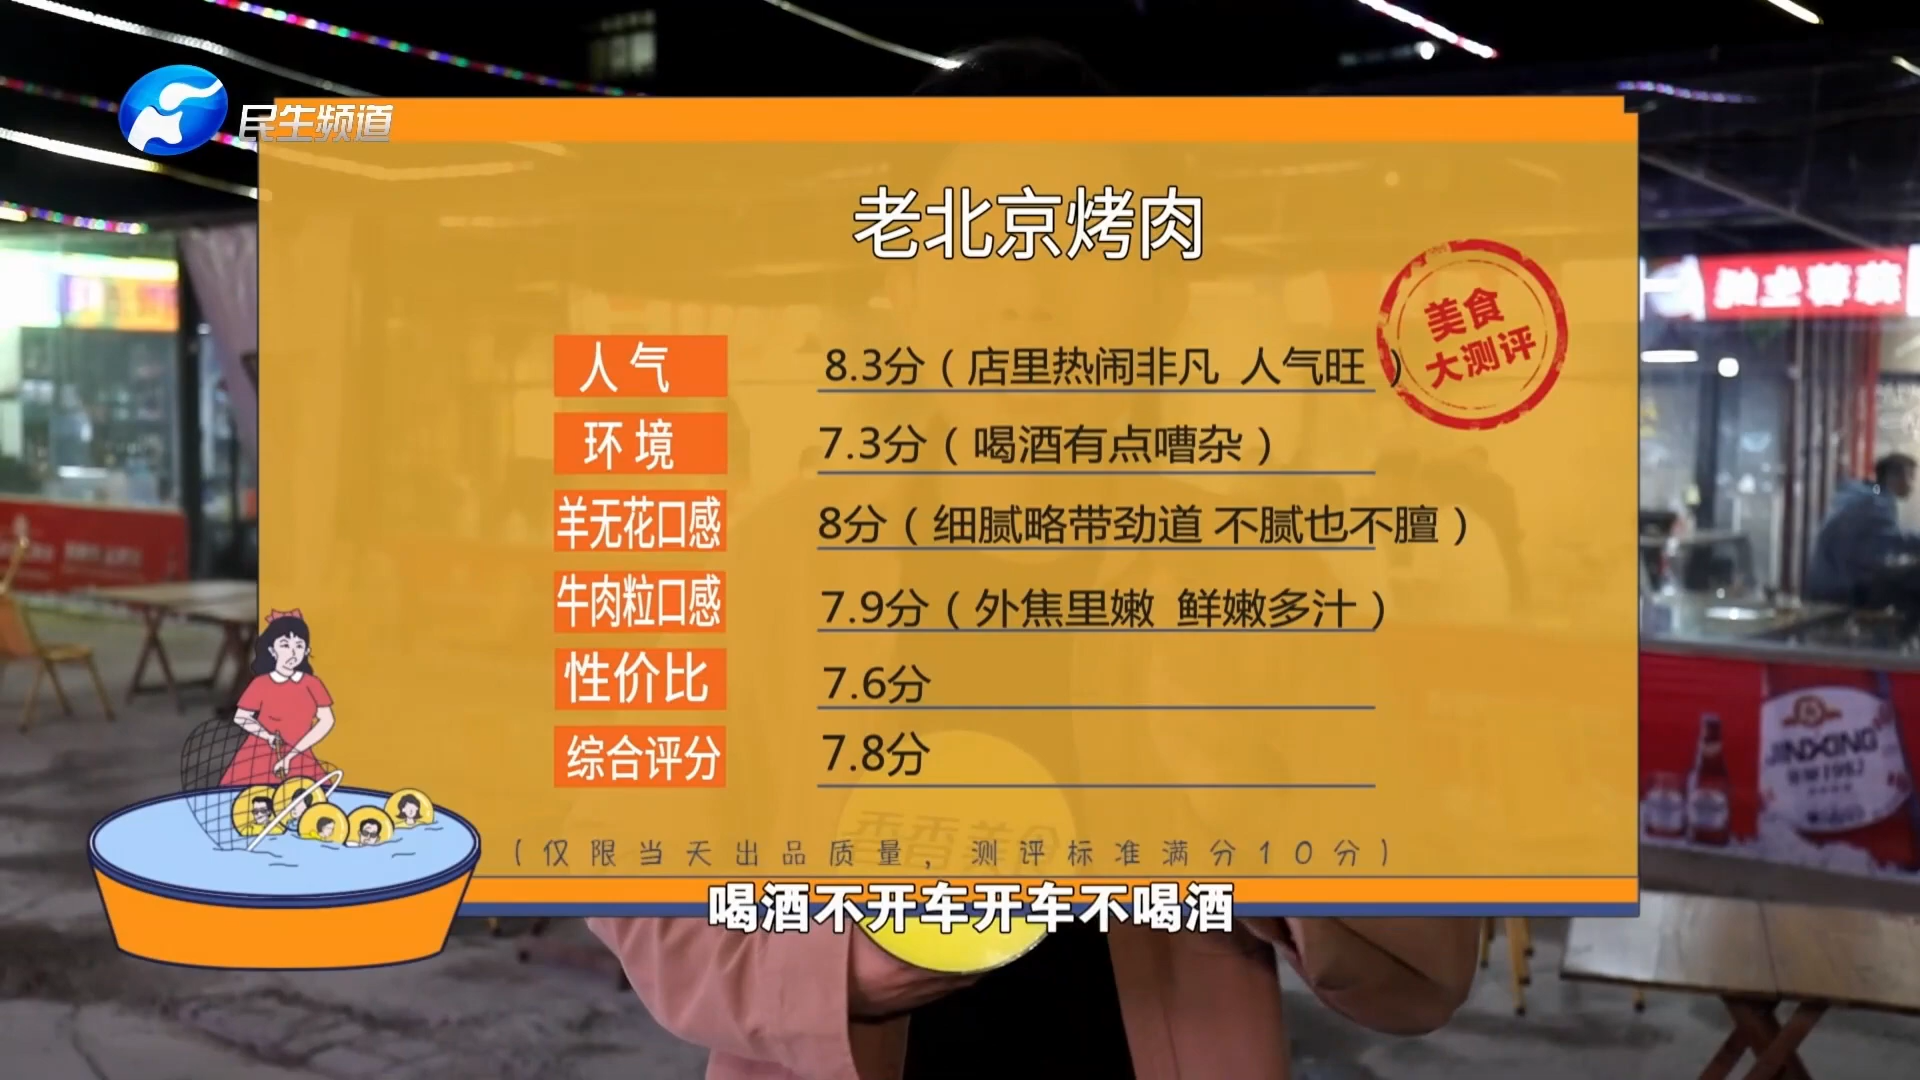 民生频道
老北京烤肉
美食
大测评
人气 8.3分（店里热闹非凡 人气旺 ）
环境 7.3分（喝酒有点嘈杂）
羊无花口感 8分（细腻略带劲道 不腻也不膻）
牛肉粒口感 7.9分（外焦里嫩 鲜嫩多汁）
性价比 7.6分
综合评分 7.8分
香香美食
（仅限当天出品质量，测评标准满分10分）
喝酒不开车开车不喝酒
JINXING